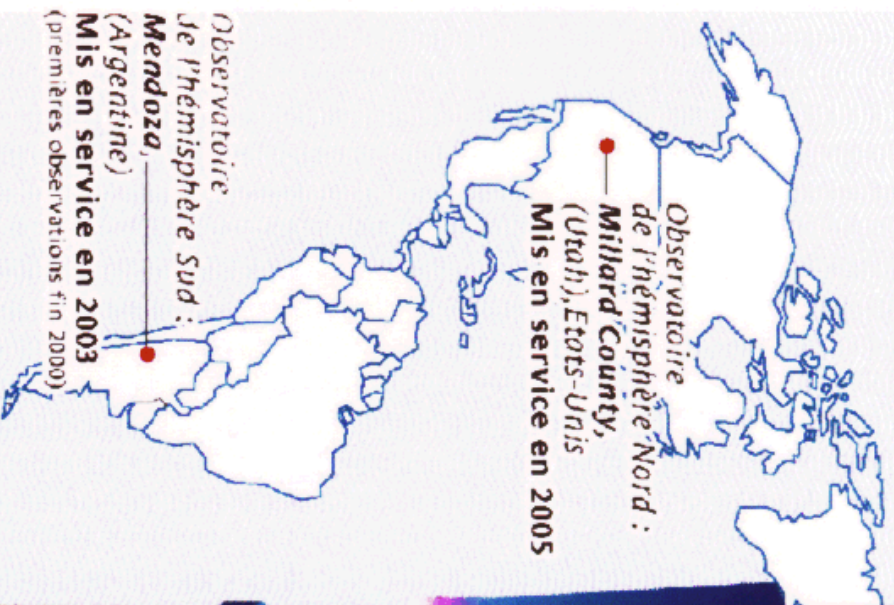 Observatoire
de l'hémisphère Nord :
Millard County,
(Utah), Etats-Unis
Mis en service en 2005
Observatoire
de l'hémisphère Sud :
Mendoza,
(Argentine)
Mis en service en 2003
(premières observations fin 2000)